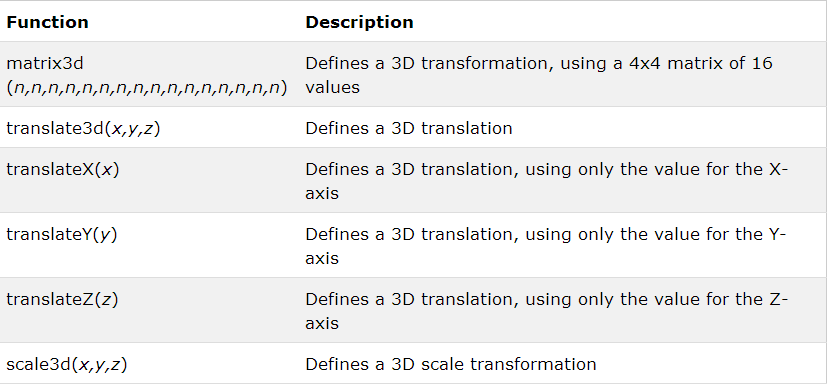 Function Description
matrix3d Defines a 3D transformation, using a 4x4 matrix of 16
(n,n,n,n,n,n,n,n,n,n,n,n,n,n,n,n) values
translate3d(x,y,z) Defines a 3D translation
translateX(x) Defines a 3D translation, using only the value for the X-
axis
translateY(y) Defines a 3D translation, using only the value for the Y-
axis
translateZ(z) Defines a 3D translation, using only the value for the Z-
axis
scale3d(x,y,z) Defines a 3D scale transformation